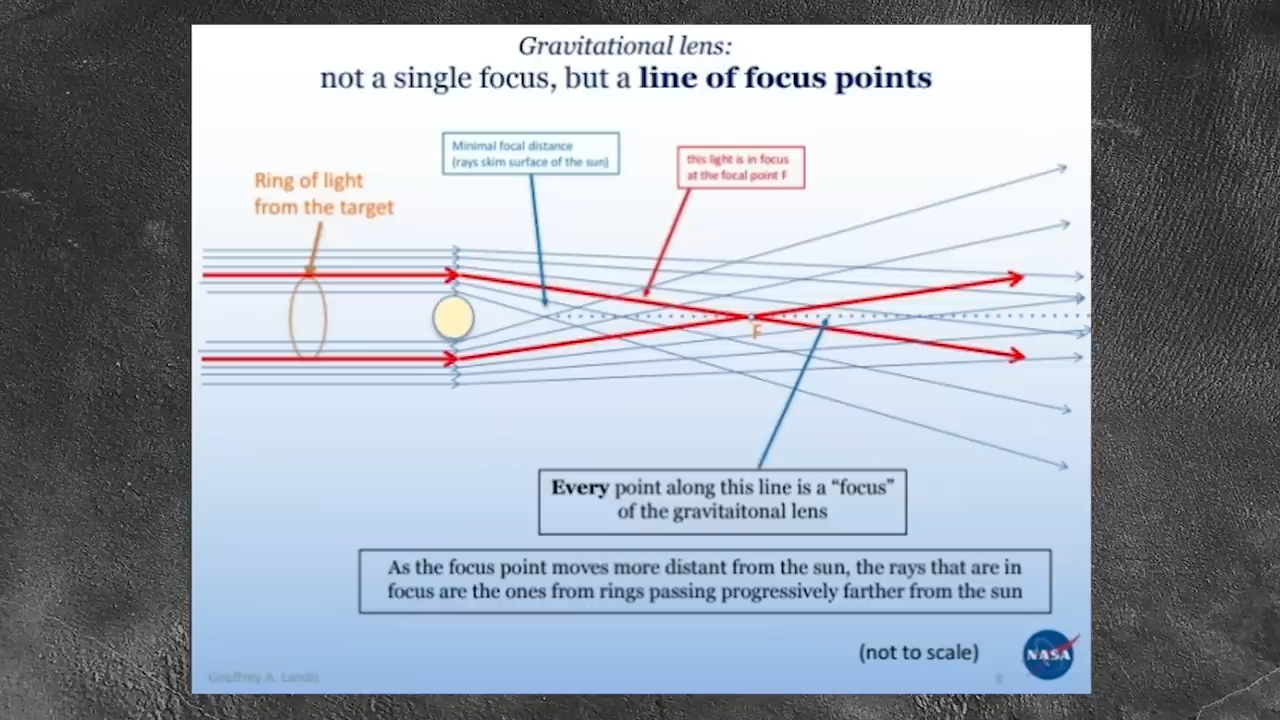 Gravitational lens:
not a single focus, but a line of focus points
Minimal focal distance
(rays skim surface of the sun)
this light is in focus
at the focal point F
Ring of light
from the target
F
Every point along this line is a “focus”
of the gravitaitonal lens
As the focus point moves more distant from the sun, the rays that are in
focus are the ones from rings passing progressively farther from the sun
(not to scale)
NASA
Geoffrey A. Landis